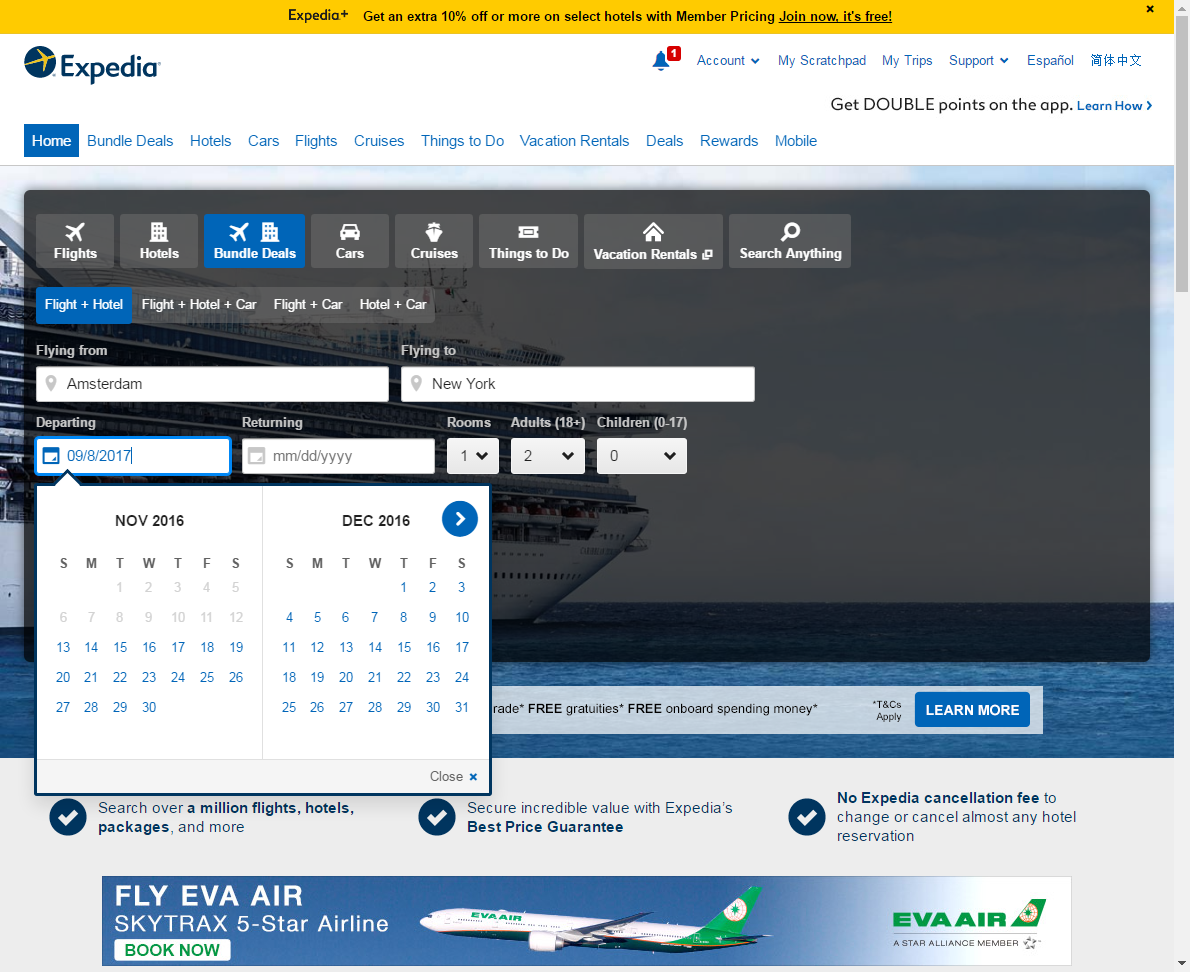 Expedia+ Get an extra 10% off or more on select hotels with Member Pricing Join now, it's free!
Expedia
1 Account My Scratchpad My Trips Support Español 简体中文
Get DOUBLE points on the app. Learn How
Home Bundle Deals Hotels Cars Flights Cruises Things to Do Vacation Rentals Deals Rewards Mobile
Flights Hotels Bundle Deals Cars Cruises Things to Do Vacation Rentals Search Anything
Flight + Hotel Flight + Hotel + Car Flight + Car Hotel + Car
Flying from Flying to
Amsterdam New York
Departing Returning Rooms Adults (18+) Children (0-17)
09/8/2017 mm/dd/yyyy 1 2 0
NOV 2016 DEC 2016
S M T W T F S S M T W T F S
1 2 3 4 5 1 2 3
6 7 8 9 10 11 12 4 5 6 7 8 9 10
13 14 15 16 17 18 19 11 12 13 14 15 16 17
20 21 22 23 24 25 26 18 19 20 21 22 23 24
27 28 29 30 25 26 27 28 29 30 31
rade* FREE gratuities* FREE onboard spending money* *T&Cs Apply LEARN MORE
Close ×
Search over a million flights, hotels,
packages, and more
Secure incredible value with Expedia's
Best Price Guarantee
No Expedia cancellation fee to
change or cancel almost any hotel
reservation
FLY EVA AIR
SKYTRAX 5-Star Airline
BOOK NOW
EVA AIR
EVA AIR
A STAR ALLIANCE MEMBER